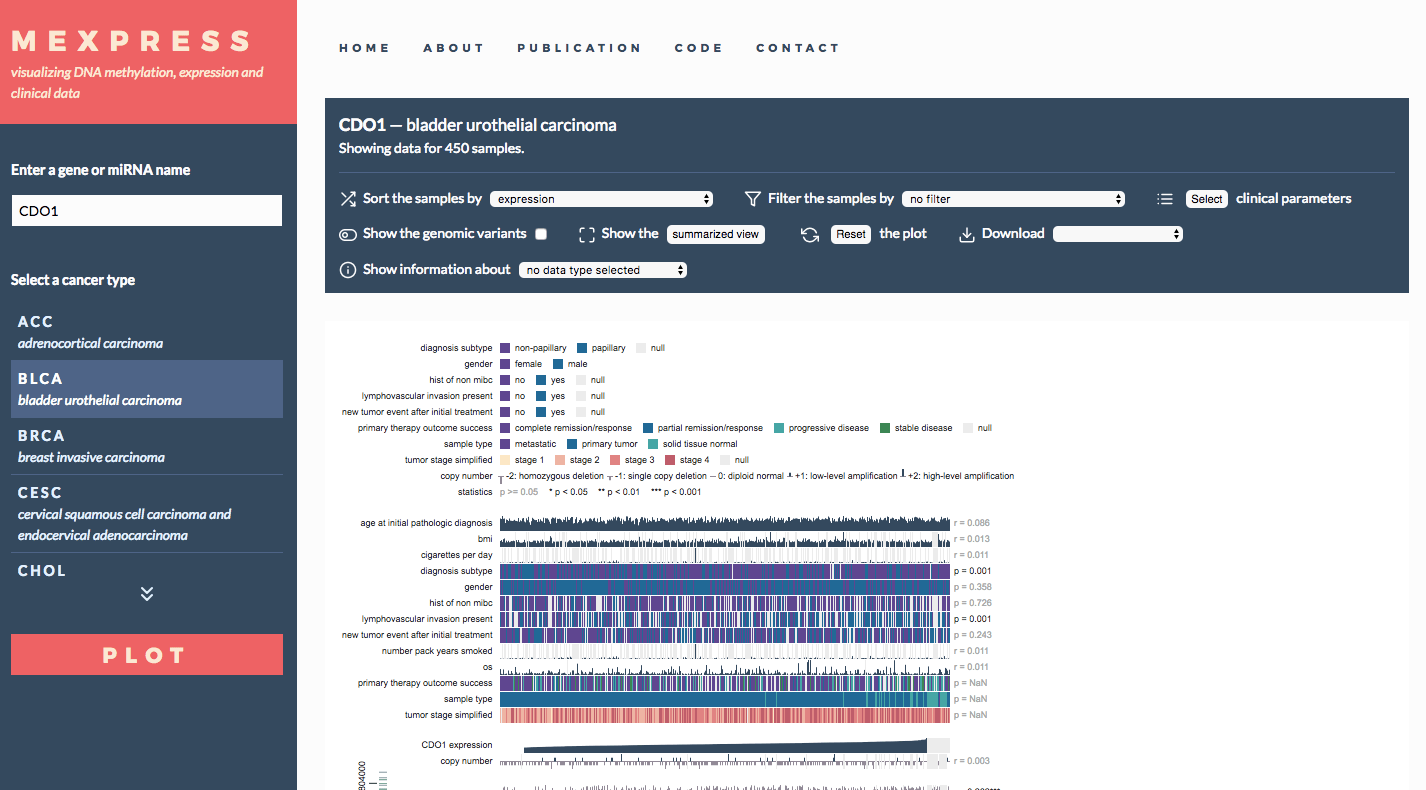 MEXPRESS
visualizing DNA methylation, expression and
clinical data
Enter a gene or miRNA name
CDO1
Select a cancer type
ACC
adrenocortical carcinoma
BLCA
bladder urothelial carcinoma
BRCA
breast invasive carcinoma
CESC
cervical squamous cell carcinoma and
endocervical adenocarcinoma
CHOL
PLOT
HOME ABOUT PUBLICATION CODE CONTACT
CDO1 — bladder urothelial carcinoma
Showing data for 450 samples.
Sort the samples by expression Filter the samples by no filter Select clinical parameters
Show the genomic variants Show the summarized view Reset the plot Download
Show information about no data type selected
diagnosis subtype non-papillary papillary null
gender female male
hist of non mibc no yes null
lymphovascular invasion present no yes null
new tumor event after initial treatment no yes null
primary therapy outcome success complete remission/response partial remission/response progressive disease stable disease null
sample type metastatic primary tumor solid tissue normal
tumor stage simplified stage 1 stage 2 stage 3 stage 4 null
copy number -2: homozygous deletion -1: single copy deletion 0: diploid normal +1: low-level amplification +2: high-level amplification
statistics p >= 0.05 * p < 0.05 ** p < 0.01 *** p < 0.001
age at initial pathologic diagnosis r = 0.086
bmi r = 0.013
cigarettes per day r = 0.011
diagnosis subtype p = 0.001
gender p = 0.358
hist of non mibc p = 0.726
lymphovascular invasion present p = 0.001
new tumor event after initial treatment p = 0.243
number pack years smoked r = 0.011
os r = 0.011
primary therapy outcome success p = NaN
sample type p = NaN
tumor stage simplified p = NaN
CDO1 expression
copy number r = 0.003